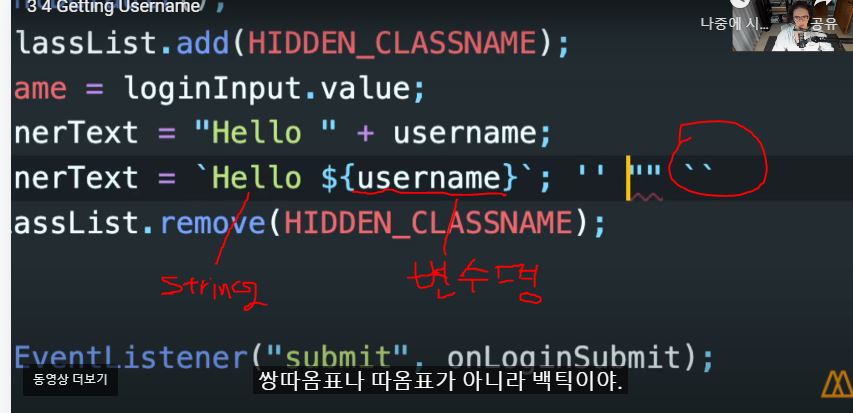 3 4 Getting Username
나중에 시... 공유
lassList.add(HIDDEN_CLASSNAME);
ame = loginInput.value;
nerText = "Hello " + username;
nerText = `Hello ${username}`; '' "" ``
assList.remove(HIDDEN_CLASSNAME);
string 변수명
EventListener("submit", onLoginSubmit);
동영상 더보기
쌍따옴표나 따옴표가 아니라 백틱이야.